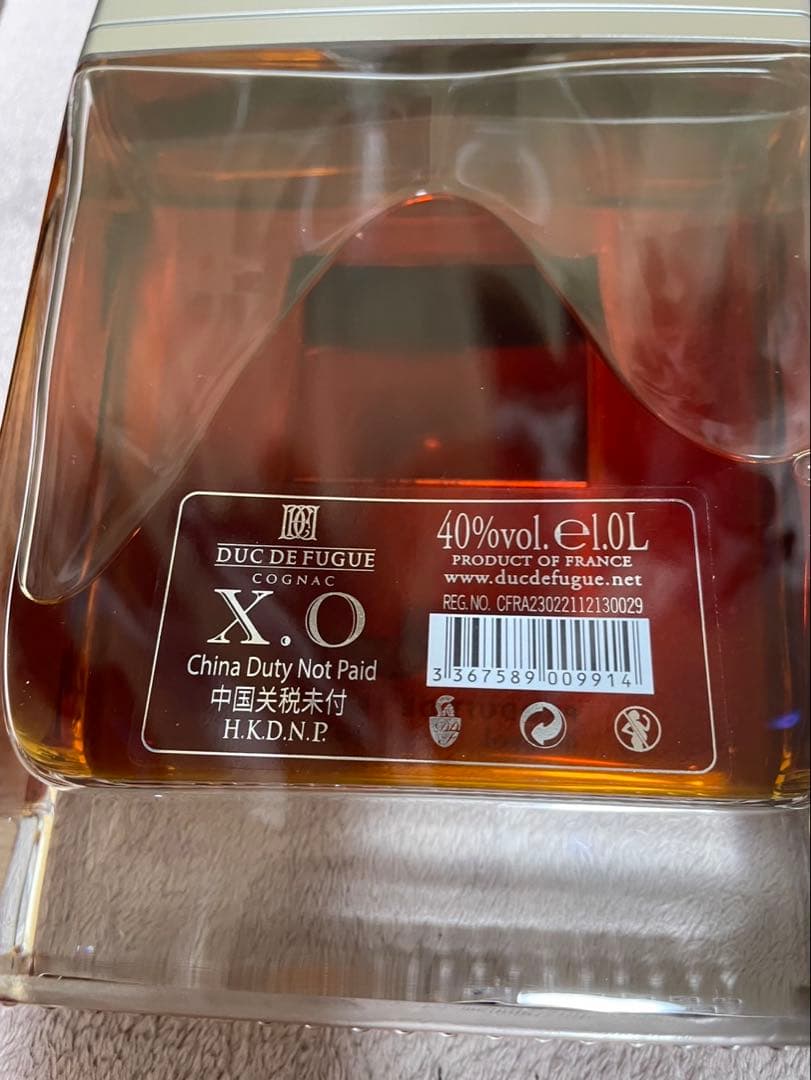 DUC DE FUGUE
COGNAC
X.O
China Duty Not Paid
中国关税未付
H.K.D.N.P.
40%vol. e1.0L
PRODUCT OF FRANCE
www.ducdefugue.net
REG.NO. CFRA23022112130029
3 367589 009914